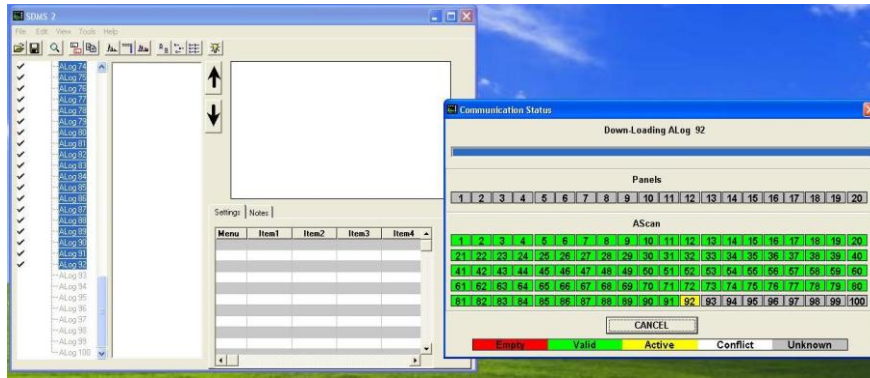 SDMS 2
File Edit View Tools Help
ALog 74
ALog 75
ALog 76
ALog 77
ALog 78
ALog 79
ALog 80
ALog 81
ALog 82
ALog 83
ALog 84
ALog 85
ALog 86
ALog 87
ALog 88
ALog 89
ALog 90
ALog 91
ALog 92
ALog 93
ALog 94
ALog 95
ALog 96
ALog 97
ALog 98
ALog 99
ALog 100
Settings Notes
Menu Item1 Item2 Item3 Item4
Communication Status
Down-Loading ALog 92
Panels
1 2 3 4 5 6 7 8 9 10 11 12 13 14 15 16 17 18 19 20
AScan
1 2 3 4 5 6 7 8 9 10 11 12 13 14 15 16 17 18 19 20
21 22 23 24 25 26 27 28 29 30 31 32 33 34 35 36 37 38 39 40
41 42 43 44 45 46 47 48 49 50 51 52 53 54 55 56 57 58 59 60
61 62 63 64 65 66 67 68 69 70 71 72 73 74 75 76 77 78 79 80
81 82 83 84 85 86 87 88 89 90 91 92 93 94 95 96 97 98 99 100
CANCEL
Empty Valid Active Conflict Unknown